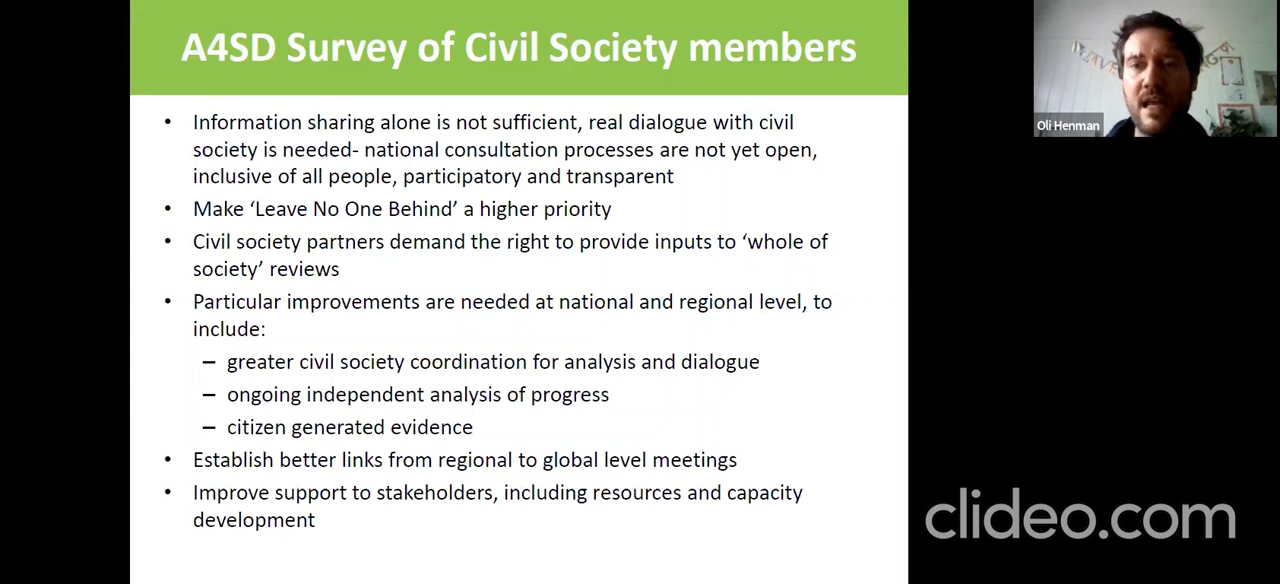 A4SD Survey of Civil Society members
• Information sharing alone is not sufficient, real dialogue with civil
society is needed- national consultation processes are not yet open,
inclusive of all people, participatory and transparent
• Make ‘Leave No One Behind’ a higher priority
• Civil society partners demand the right to provide inputs to ‘whole of
society’ reviews
• Particular improvements are needed at national and regional level, to
include:
– greater civil society coordination for analysis and dialogue
– ongoing independent analysis of progress
– citizen generated evidence
• Establish better links from regional to global level meetings
• Improve support to stakeholders, including resources and capacity
development
Oli Henman
clideo.com